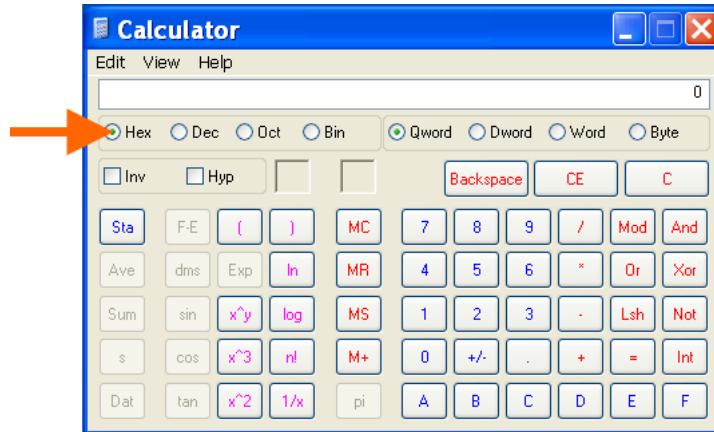 Calculator
Edit View Help
0
Hex Dec Oct Bin Qword Dword Word Byte
Inv Hyp Backspace CE C
Sta F-E ( ) MC 7 8 9 / Mod And
Ave dms Exp ln MR 4 5 6 * Or Xor
Sum sin x^y log MS 1 2 3 - Lsh Not
s cos x^3 n! M+ 0 +/- . + = Int
Dat tan x^2 1/x pi A B C D E F